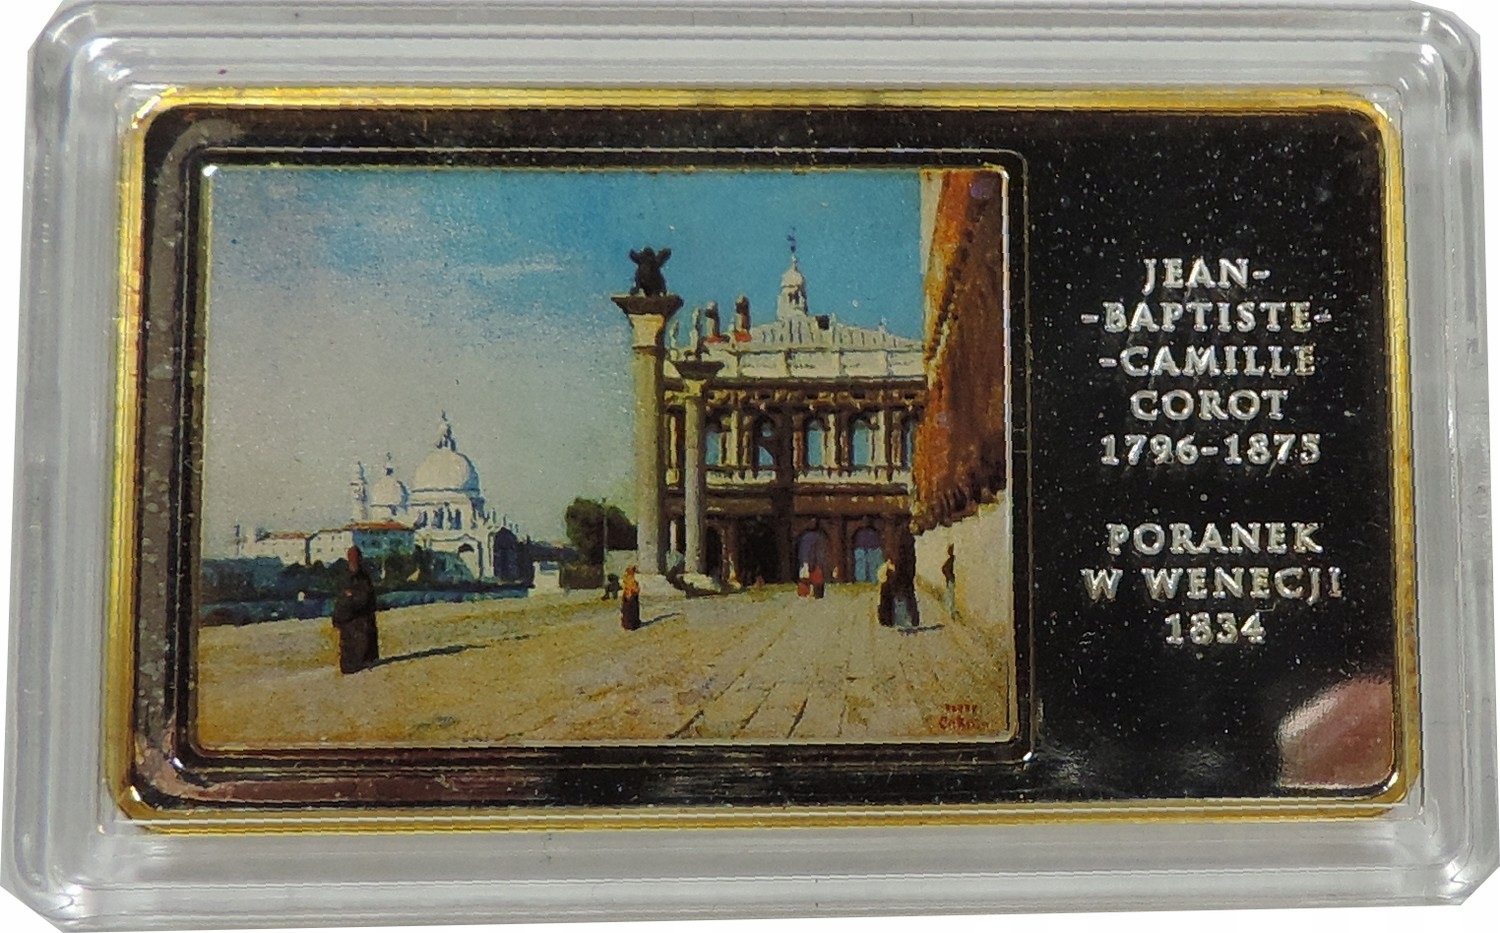 JEAN-
-BAPTISTE-
-CAMILLE
COROT
1796-1875
PORANEK
W WENECJI
1834